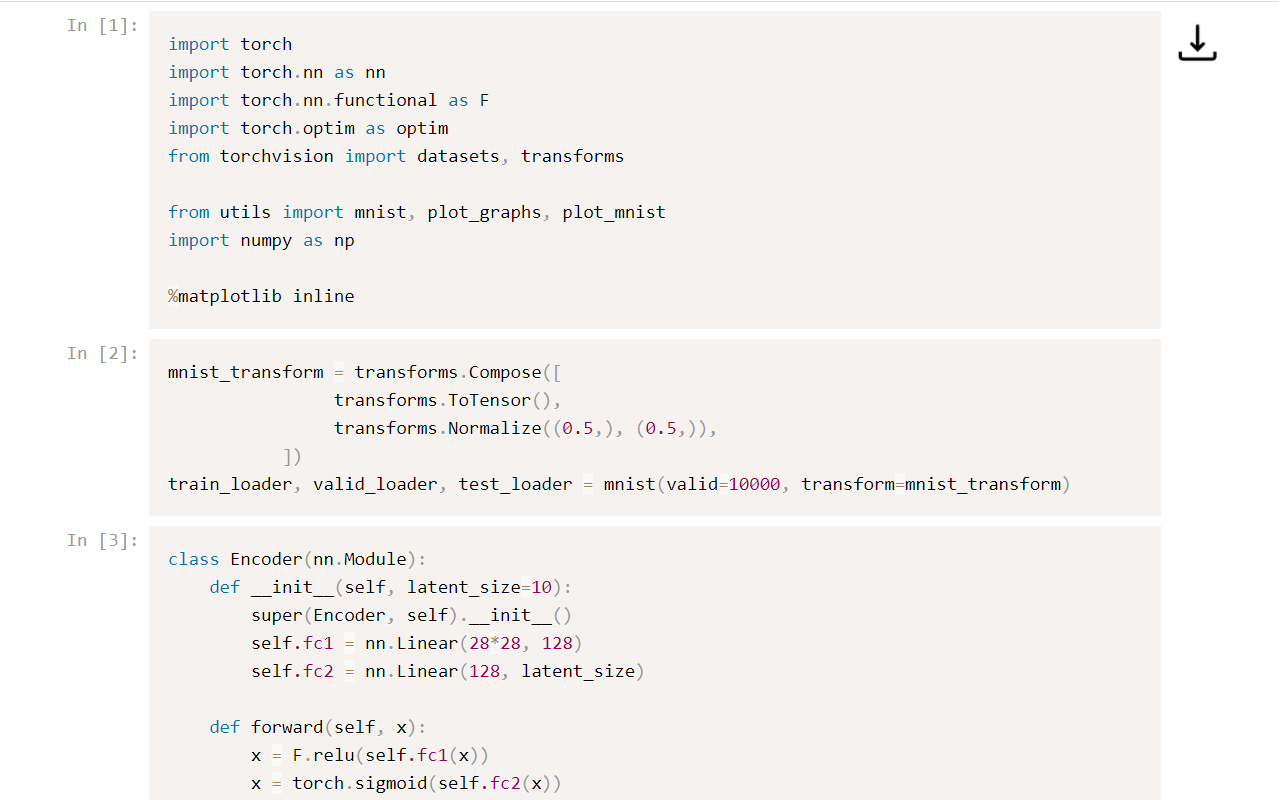 In [1]:
import torch
import torch.nn as nn
import torch.nn.functional as F
import torch.optim as optim
from torchvision import datasets, transforms

from utils import mnist, plot_graphs, plot_mnist
import numpy as np

%matplotlib inline
In [2]:
mnist_transform = transforms.Compose([
                transforms.ToTensor(),
                transforms.Normalize((0.5,), (0.5,)),
           ])
train_loader, valid_loader, test_loader = mnist(valid=10000, transform=mnist_transform)
In [3]:
class Encoder(nn.Module):
    def __init__(self, latent_size=10):
        super(Encoder, self).__init__()
        self.fc1 = nn.Linear(28*28, 128)
        self.fc2 = nn.Linear(128, latent_size)

    def forward(self, x):
        x = F.relu(self.fc1(x))
        x = torch.sigmoid(self.fc2(x))